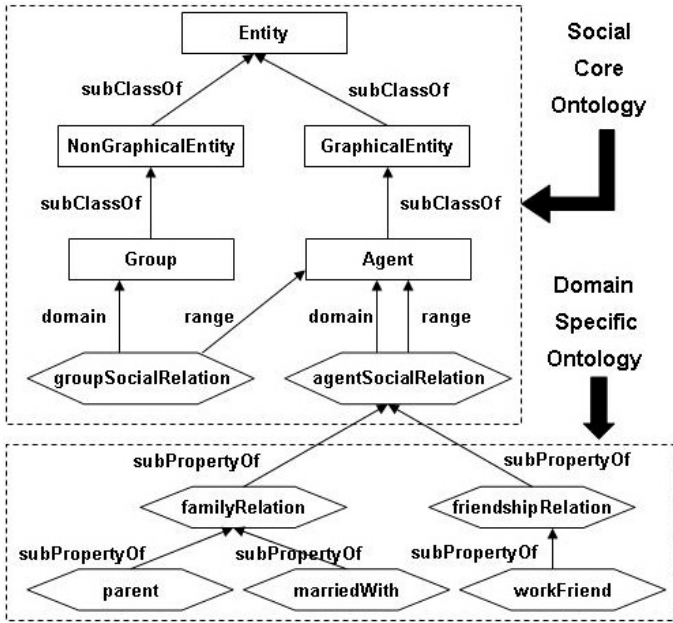 Entity
Social
Core
Ontology
subClassOf
subClassOf
NonGraphicalEntity
GraphicalEntity
subClassOf
subClassOf
Group
Agent
Domain
Specific
Ontology
domain
range
domain
range
groupSocialRelation
agentSocialRelation
subPropertyOf
subPropertyOf
familyRelation
friendshipRelation
subPropertyOf
subPropertyOf
subPropertyOf
parent
marriedWith
workFriend